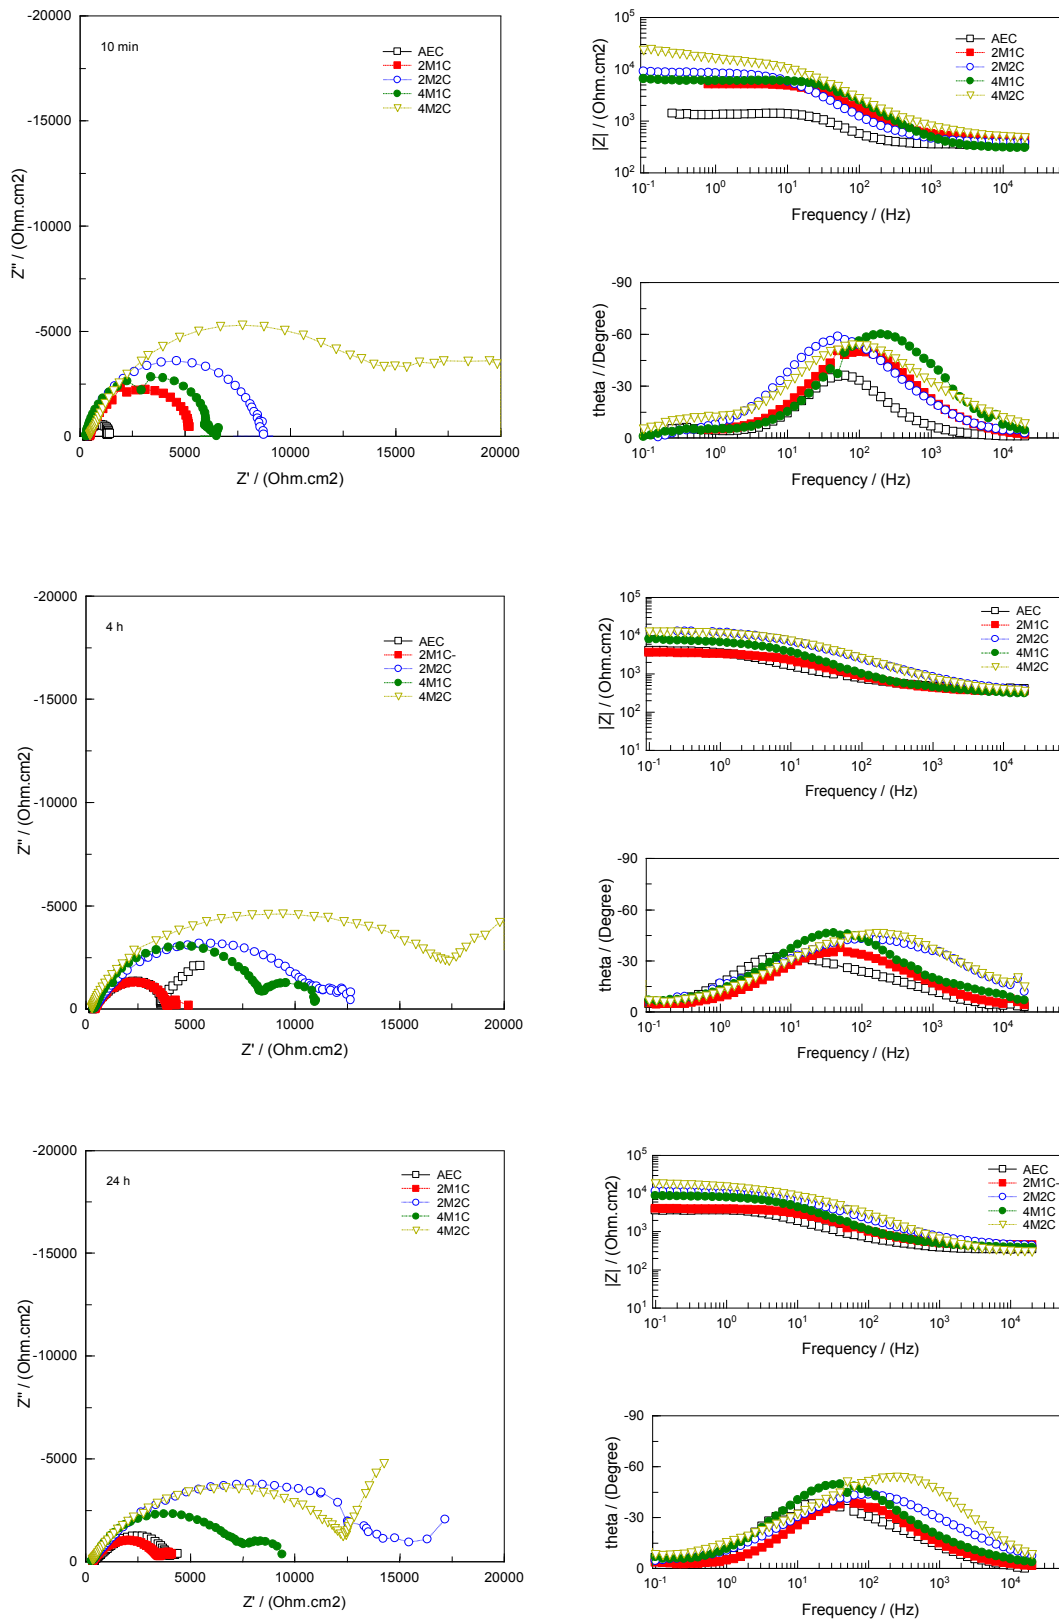 -20000
-15000
-10000
-5000
0
0
5000
10000
15000
20000
Z'' / (Ohm.cm2)
Z' / (Ohm.cm2)
10 min
AEC
2M1C
2M2C
4M1C
4M2C
10^5
10^4
10^3
10^2
|Z| / (Ohm.cm2)
10^-1
10^0
10^1
10^2
10^3
10^4
Frequency / (Hz)
AEC
2M1C
2M2C
4M1C
4M2C
-90
-60
-30
0
theta / /Degree)
10^-1
10^0
10^1
10^2
10^3
10^4
Frequency / (Hz)
-20000
-15000
-10000
-5000
0
0
5000
10000
15000
20000
Z'' / (Ohm.cm2)
Z' / (Ohm.cm2)
4 h
AEC
2M1C-
2M2C
4M1C
4M2C
10^5
10^4
10^3
10^2
10^1
|Z| / (Ohm.cm2)
10^-1
10^0
10^1
10^2
10^3
10^4
Frequency / (Hz)
AEC
2M1C
2M2C
4M1C
4M2C
-90
-60
-30
0
theta / (Degree)
10^-1
10^0
10^1
10^2
10^3
10^4
Frequency / (Hz)
-20000
-15000
-10000
-5000
0
0
5000
10000
15000
20000
Z'' / (Ohm.cm2)
Z' / (Ohm.cm2)
24 h
AEC
2M1C
2M2C
4M1C
4M2C
10^5
10^4
10^3
10^2
10^1
|Z| / (Ohm.cm2)
10^-1
10^0
10^1
10^2
10^3
10^4
Frequency / (Hz)
AEC
2M1C-
2M2C
4M1C
4M2C
-90
-60
-30
0
theta / (Degree)
10^-1
10^0
10^1
10^2
10^3
10^4
Frequency / (Hz)